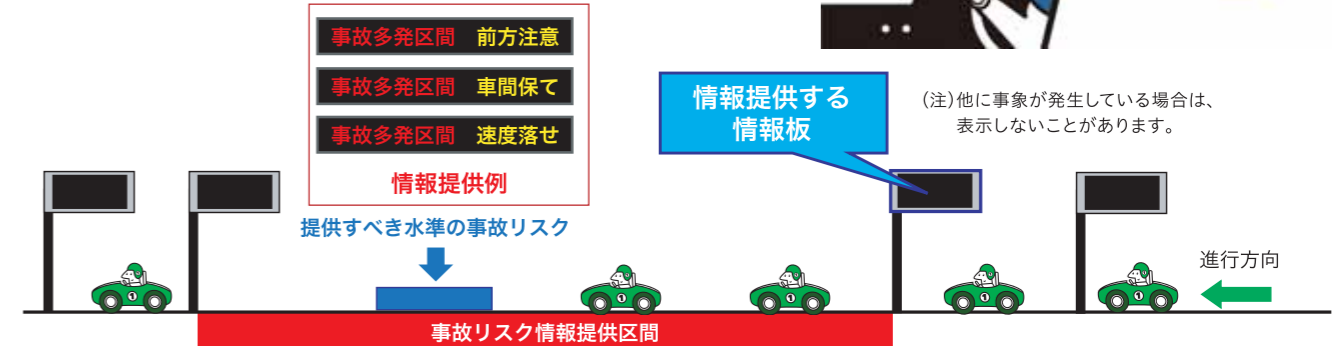 事故多発区間 前方注意
事故多発区間 車間保て
事故多発区間 速度落せ
情報提供例
提供すべき水準の事故リスク
情報提供する
情報板
(注)他に事象が発生している場合は、
表示しないことがあります。
進行方向
1
1
1
1
1
事故リスク情報提供区間